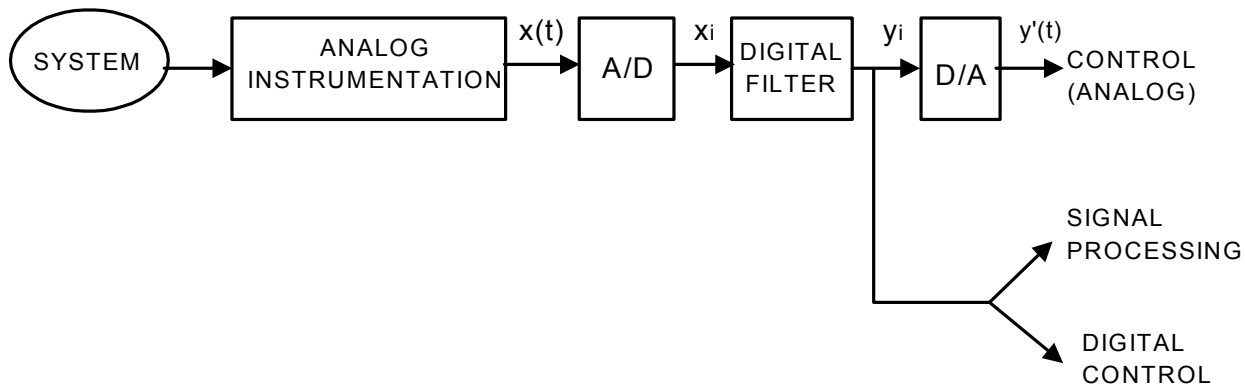 SYSTEM
ANALOG
INSTRUMENTATION
x(t)
A/D
xi
DIGITAL
FILTER
yi
D/A
y'(t)
CONTROL
(ANALOG)
SIGNAL
PROCESSING
DIGITAL
CONTROL